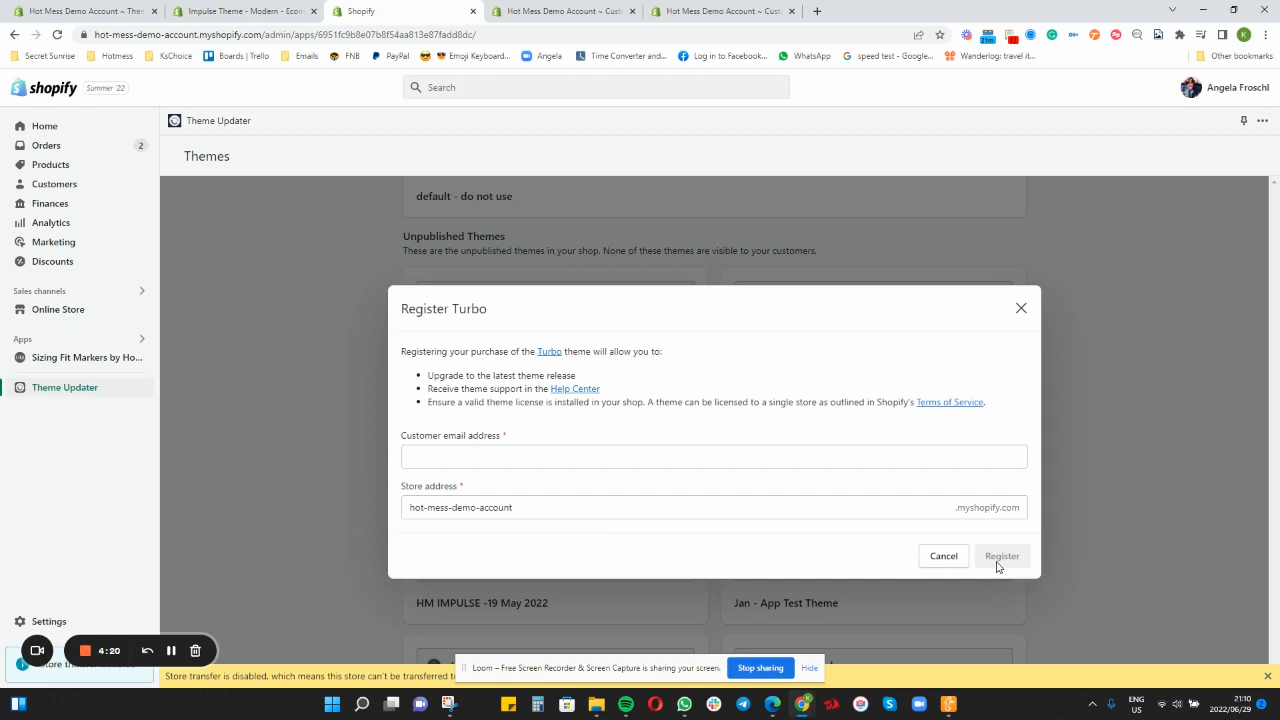 Hot Mess Demo Account ~ Them
Impulse Theme - Modern - Econ
Shopify
Hot Mess Demo Account ~ Custo
Hot Mess Demo Account ~ Custo
hot-mess-demo-account.myshopify.com/admin/apps/6951fc9b8e07b8f54aa813e87fadd8dc/
21m
12
K
Secret Sunrise
Hotmess
KsChoice
Boards | Trello
Emails
FNB
PayPal
Emoji Keyboard...
Angela
Time Converter and...
Log in to Facebook...
WhatsApp
speed test - Google...
Wanderlog: travel it...
Other bookmarks
shopify
Summer '22
Search
Angela Froschl
Home
Orders
2
Products
Customers
Finances
Analytics
Marketing
Discounts
Sales channels
Online Store
Apps
Sizing Fit Markers by Ho...
Theme Updater
Settings
Theme Updater
Themes
default - do not use
Unpublished Themes
These are the unpublished themes in your shop. None of these themes are visible to your customers.
Register Turbo
Registering your purchase of the Turbo theme will allow you to:
• Upgrade to the latest theme release
• Receive theme support in the Help Center
• Ensure a valid theme license is installed in your shop. A theme can be licensed to a single store as outlined in Shopify's Terms of Service.
Customer email address *
Store address *
hot-mess-demo-account
.myshopify.com
Cancel
Register
HM IMPULSE -19 May 2022
Jan - App Test Theme
4:20
tore transfer
Loom – Free Screen Recorder & Screen Capture is sharing your screen.
Stop sharing
Hide
Store transfer is disabled, which means this store can't be transferred to
ENG
US
21:10
2022/06/29
2